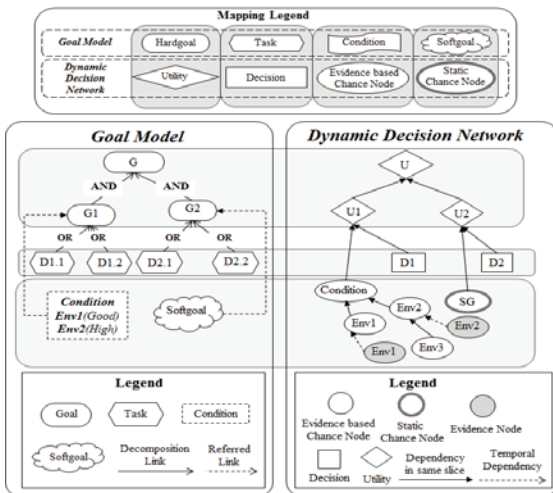 Mapping Legend
Goal Model
Hardgoal
Task
Condition
Softgoal
Dynamic
Decision
Network
Utility
Decision
Evidence based
Chance Node
Static
Chance Node
Goal Model
G
AND AND
G1
G2
OR OR OR OR
D1.1 D1.2 D2.1 D2.2
Condition
Env1(Good)
Env2(High)
Softgoal
Legend
Goal
Task
Condition
Softgoal
Decomposition
Link
Referred
Link
Dynamic Decision Network
U
U1
U2
D1
D2
Condition
Env2
SG
Env1
Env2
Env1
Env3
Legend
Evidence based
Chance Node
Static
Chance Node
Evidence Node
Decision
Utility
Dependency
in same slice
Temporal
Dependency